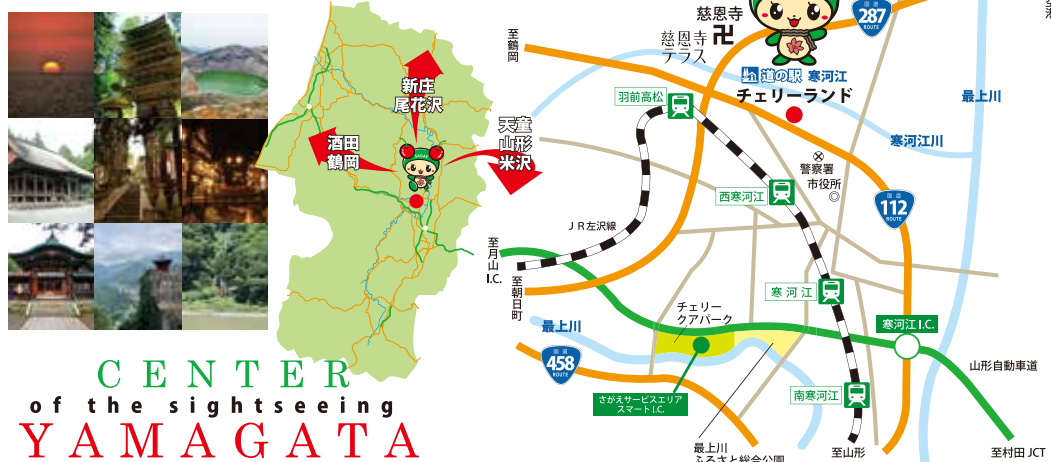 新庄
尾花沢
酒田
鶴岡
天童
山形
米沢
SAGAE
CENTER
of the sightseeing
YAMAGATA
至鶴岡
慈恩寺
慈恩寺
テラス
国道
287
ROUTE
道の駅 寒河江
チェリーランド
最上川
羽前高松
寒河江川
警察署
市役所
西寒河江
国道
112
ROUTE
JR左沢線
至月山
I.C.
至朝日町
チェリー
クアパーク
寒河江
寒河江I.C.
最上川
国道
458
ROUTE
山形自動車道
さがえサービスエリア
スマートI.C.
南寒河江
最上川
ふるさと総合公園
至山形
至村田JCT